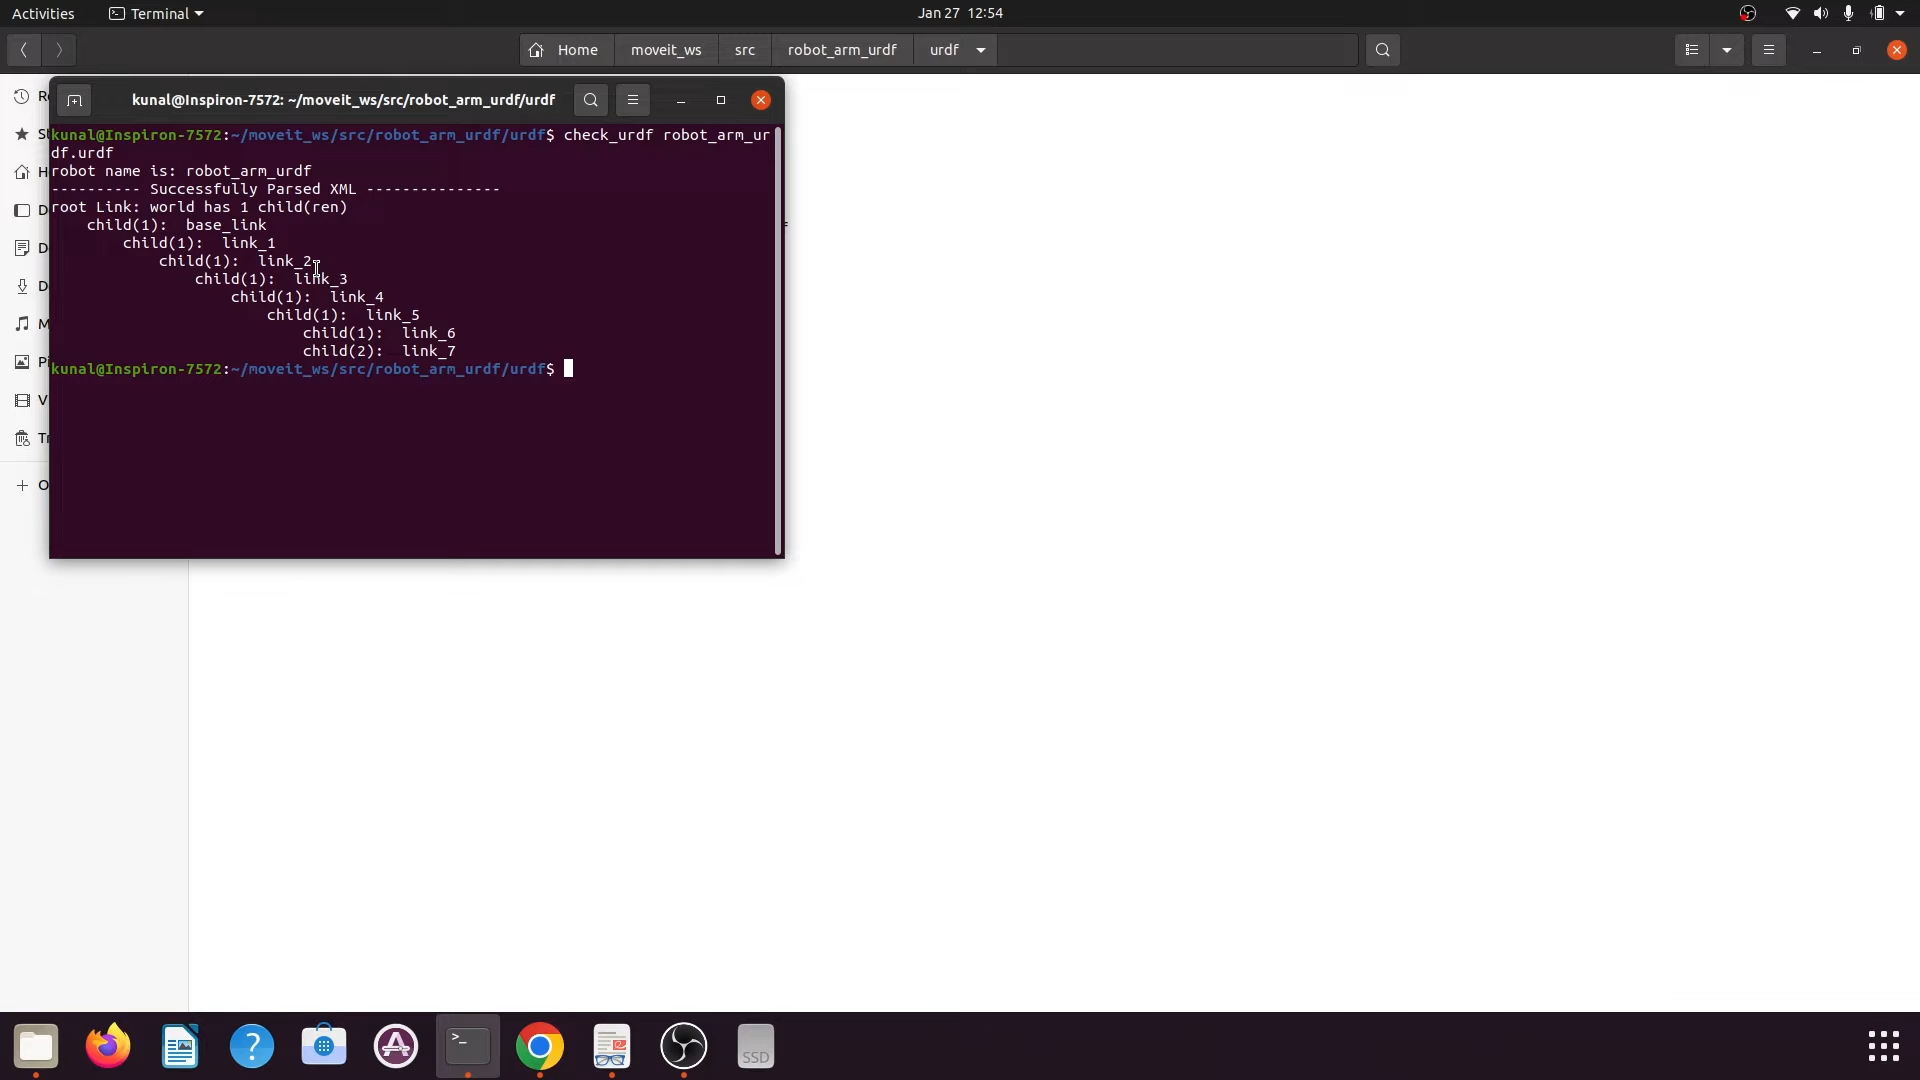 Activities Terminal Jan 27 12:54
Home moveit_ws src robot_arm_urdf urdf
kunal@Inspiron-7572: ~/moveit_ws/src/robot_arm_urdf/urdf
kunal@Inspiron-7572:~/moveit_ws/src/robot_arm_urdf/urdf$ check_urdf robot_arm_ur
df.urdf
robot name is: robot_arm_urdf
---------- Successfully Parsed XML ---------------
root Link: world has 1 child(ren)
    child(1):  base_link
        child(1):  link_1
            child(1):  link_2
                child(1):  link_3
                    child(1):  link_4
                        child(1):  link_5
                            child(1):  link_6
                            child(2):  link_7
kunal@Inspiron-7572:~/moveit_ws/src/robot_arm_urdf/urdf$
SSD